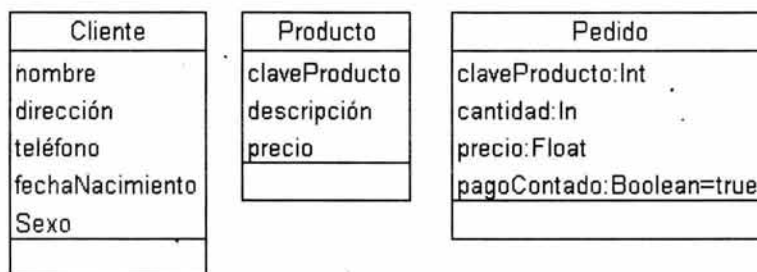 Cliente
nombre
dirección
teléfono
fechaNacimiento
Sexo
Producto
claveProducto
descripción
precio
Pedido
claveProducto:Int
cantidad:In
precio:Float
pagoContado:Boolean=true